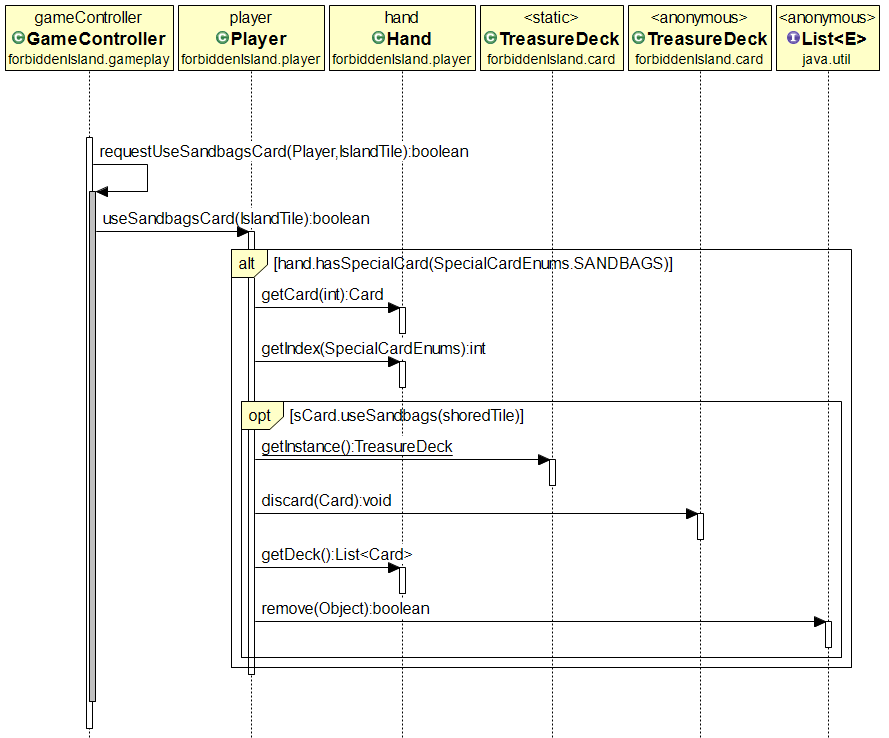 gameController
GameController
forbiddenIsland.gameplay
player
Player
forbiddenIsland.player
hand
Hand
forbiddenIsland.player
<static>
TreasureDeck
forbiddenIsland.card
<anonymous>
TreasureDeck
forbiddenIsland.card
<anonymous>
List<E>
java.util
requestUseSandbagsCard(Player,IslandTile):boolean
useSandbagsCard(IslandTile):boolean
alt [hand.hasSpecialCard(SpecialCardEnums.SANDBAGS)]
getCard(int):Card
getIndex(SpecialCardEnums):int
opt [sCard.useSandbags(shoredTile)]
getInstance():TreasureDeck
discard(Card):void
getDeck():List<Card>
remove(Object):boolean